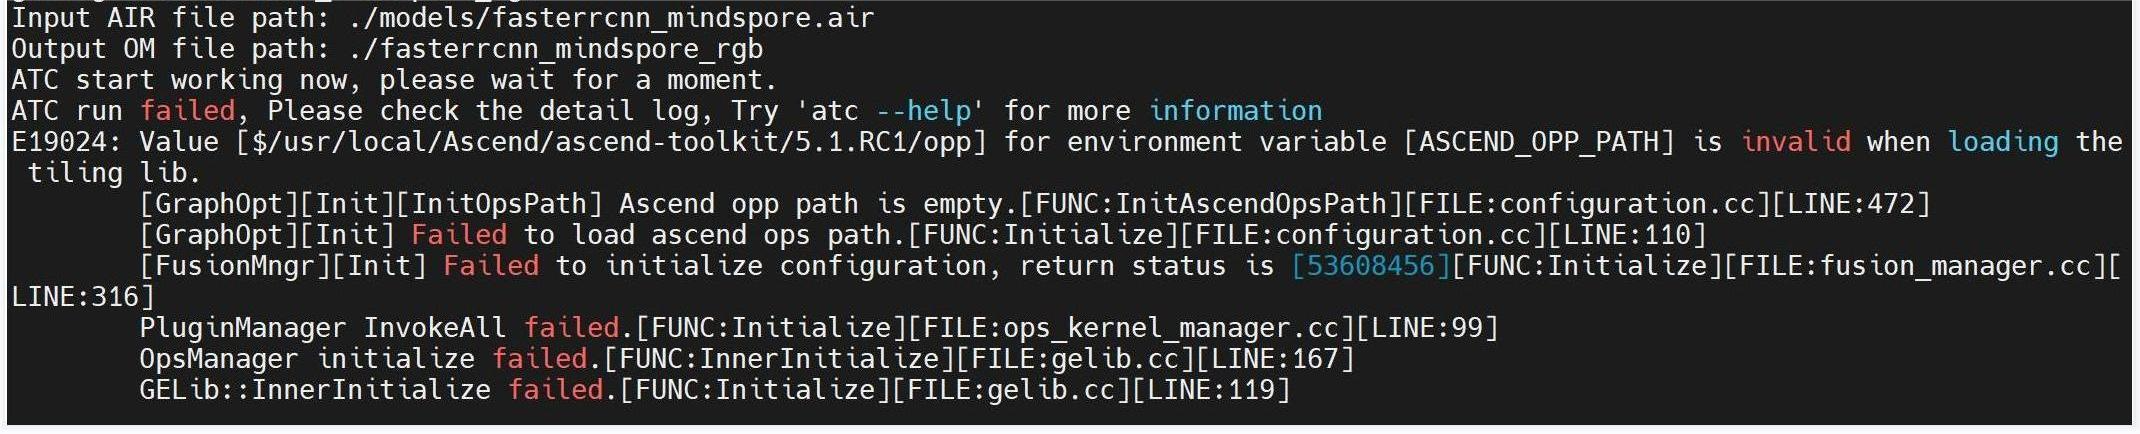 Input AIR file path: ./models/fasterrcnn_mindspore.air
Output OM file path: ./fasterrcnn_mindspore_rgb
ATC start working now, please wait for a moment.
ATC run failed, Please check the detail log, Try 'atc --help' for more information
E19024: Value [$/usr/local/Ascend/ascend-toolkit/5.1.RC1/opp] for environment variable [ASCEND_OPP_PATH] is invalid when loading the
tiling lib.
[GraphOpt][Init][InitOpsPath] Ascend opp path is empty.[FUNC:InitAscendOpsPath][FILE:configuration.cc][LINE:472]
[GraphOpt][Init] Failed to load ascend ops path.[FUNC:Initialize][FILE:configuration.cc][LINE:110]
[FusionMngr][Init] Failed to initialize configuration, return status is [53608456][FUNC:Initialize][FILE:fusion_manager.cc][
LINE:316]
PluginManager InvokeAll failed.[FUNC:Initialize][FILE:ops_kernel_manager.cc][LINE:99]
OpsManager initialize failed.[FUNC:InnerInitialize][FILE:gelib.cc][LINE:167]
GELib::InnerInitialize failed.[FUNC:Initialize][FILE:gelib.cc][LINE:119]